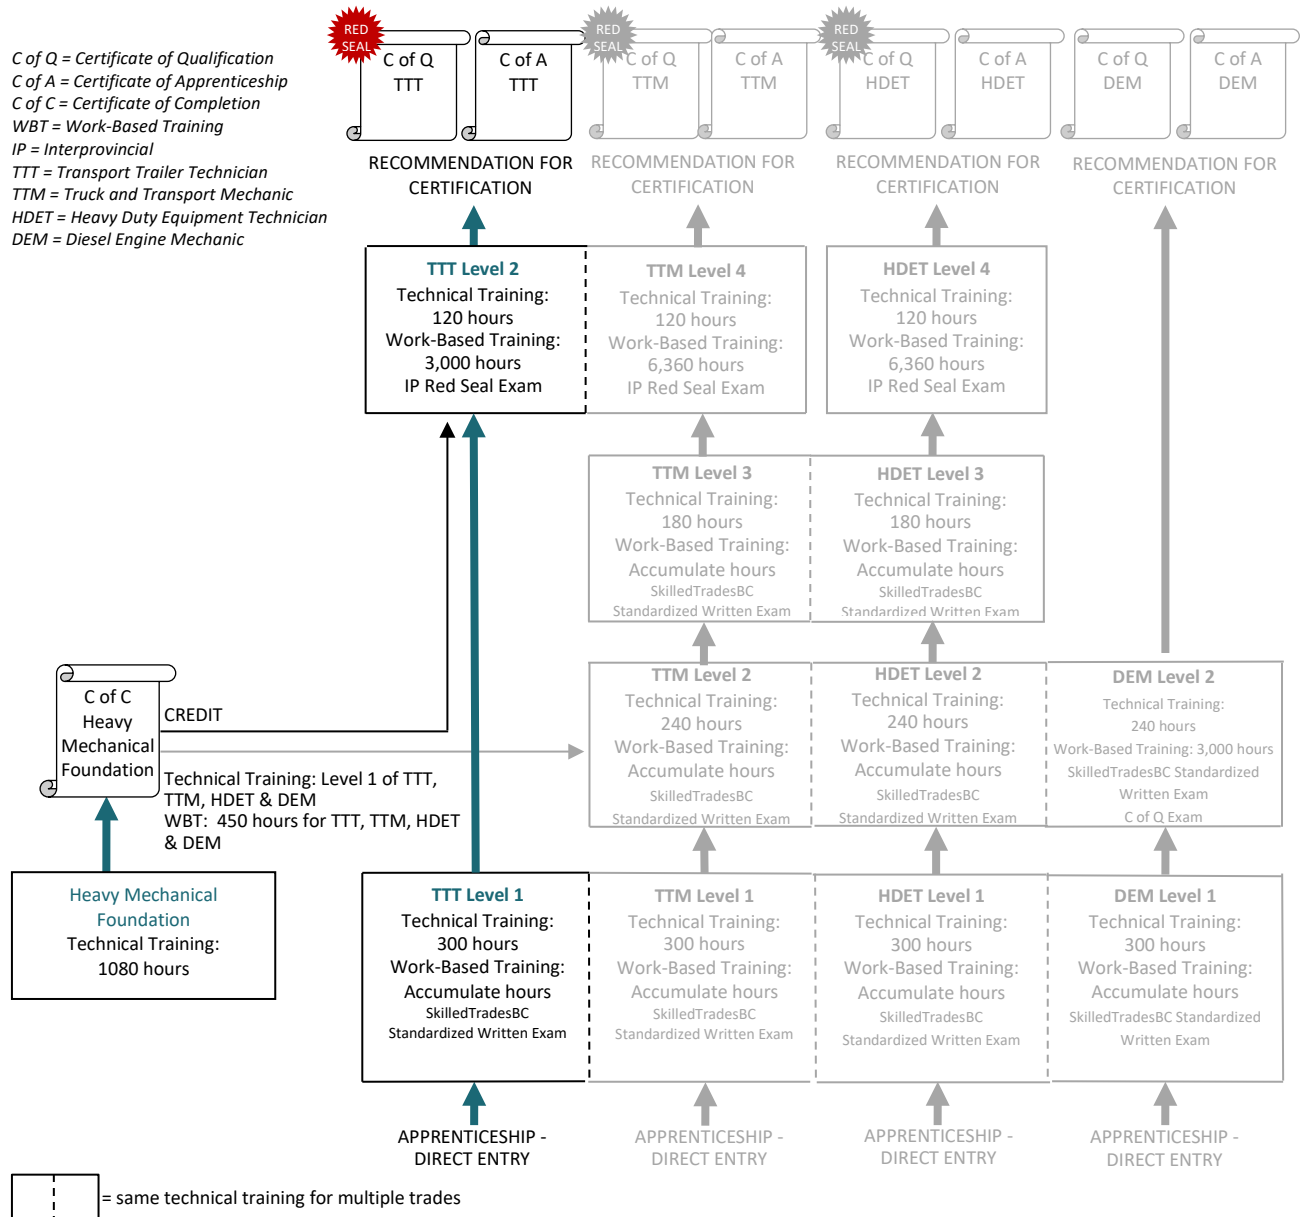 C of Q = Certificate of Qualification
C of A = Certificate of Apprenticeship
C of C = Certificate of Completion
WBT = Work-Based Training
IP = Interprovincial
TTT = Transport Trailer Technician
TTM = Truck and Transport Mechanic
HDET = Heavy Duty Equipment Technician
DEM = Diesel Engine Mechanic
RED
SEAL
C of Q
TTT
C of A
TTT
RED
SEAL
C of Q
TTM
C of A
TTM
RED
SEAL
C of Q
HDET
C of A
HDET
C of Q
DEM
C of A
DEM
RECOMMENDATION FOR
CERTIFICATION
RECOMMENDATION FOR
CERTIFICATION
RECOMMENDATION FOR
CERTIFICATION
RECOMMENDATION FOR
CERTIFICATION
TTT Level 2
Technical Training:
120 hours
Work-Based Training:
3,000 hours
IP Red Seal Exam
TTM Level 4
Technical Training:
120 hours
Work-Based Training:
6,360 hours
IP Red Seal Exam
HDET Level 4
Technical Training:
120 hours
Work-Based Training:
6,360 hours
IP Red Seal Exam
TTM Level 3
Technical Training:
180 hours
Work-Based Training:
Accumulate hours
SkilledTradesBC
Standardized Written Exam
HDET Level 3
Technical Training:
180 hours
Work-Based Training:
Accumulate hours
SkilledTradesBC
Standardized Written Exam
C of C
Heavy
Mechanical
Foundation
CREDIT
Technical Training: Level 1 of TTT,
TTM, HDET & DEM
WBT: 450 hours for TTT, TTM, HDET
& DEM
TTM Level 2
Technical Training:
240 hours
Work-Based Training:
Accumulate hours
SkilledTradesBC
Standardized Written Exam
HDET Level 2
Technical Training:
240 hours
Work-Based Training:
Accumulate hours
SkilledTradesBC
Standardized Written Exam
DEM Level 2
Technical Training:
240 hours
Work-Based Training: 3,000 hours
SkilledTradesBC Standardized
Written Exam
C of Q Exam
Heavy Mechanical
Foundation
Technical Training:
1080 hours
TTT Level 1
Technical Training:
300 hours
Work-Based Training:
Accumulate hours
SkilledTradesBC
Standardized Written Exam
TTM Level 1
Technical Training:
300 hours
Work-Based Training:
Accumulate hours
SkilledTradesBC
Standardized Written Exam
HDET Level 1
Technical Training:
300 hours
Work-Based Training:
Accumulate hours
SkilledTradesBC
Standardized Written Exam
DEM Level 1
Technical Training:
300 hours
Work-Based Training:
Accumulate hours
SkilledTradesBC Standardized
Written Exam
APPRENTICESHIP -
DIRECT ENTRY
APPRENTICESHIP -
DIRECT ENTRY
APPRENTICESHIP -
DIRECT ENTRY
APPRENTICESHIP -
DIRECT ENTRY
= same technical training for multiple trades